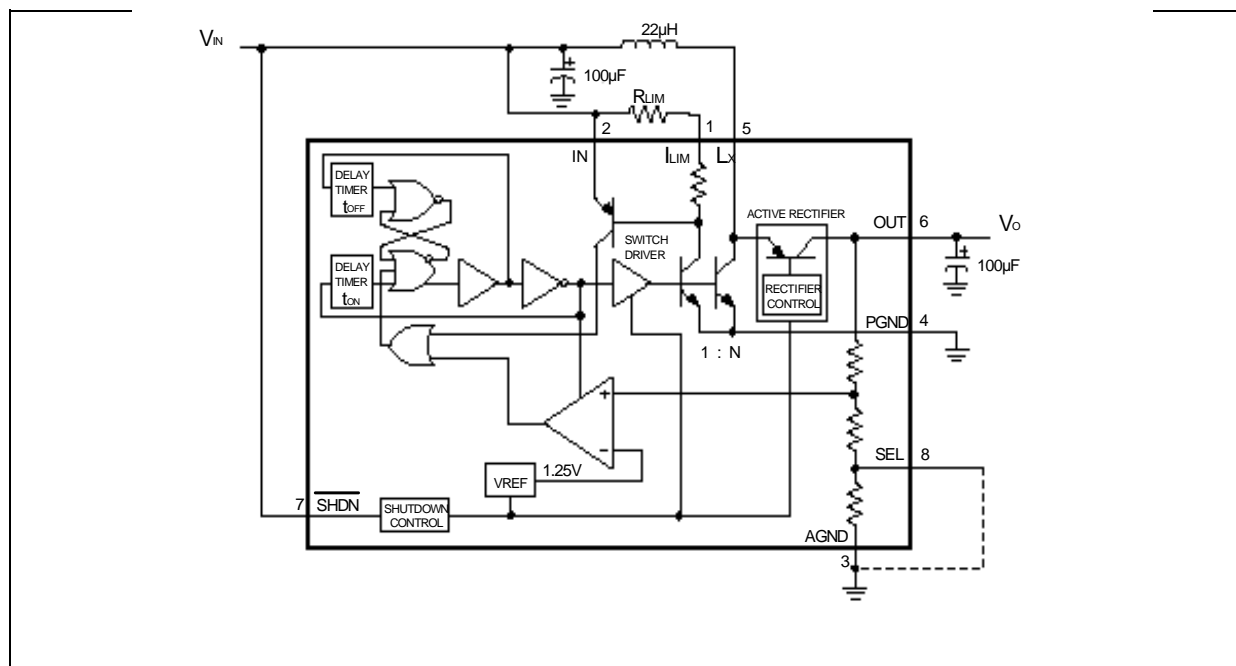 22µH
VIN
100µF
RLIM
2
1
5
IN
ILIM
LX
DELAY
TIMER
tOFF
ACTIVE RECTIFIER
OUT
6
VO
SWITCH
DRIVER
100µF
DELAY
TIMER
tON
RECTIFIER
CONTROL
PGND
4
1 : N
+
−
SEL
8
1.25V
VREF
7
SHDN
SHUTDOWN
CONTROL
AGND
3